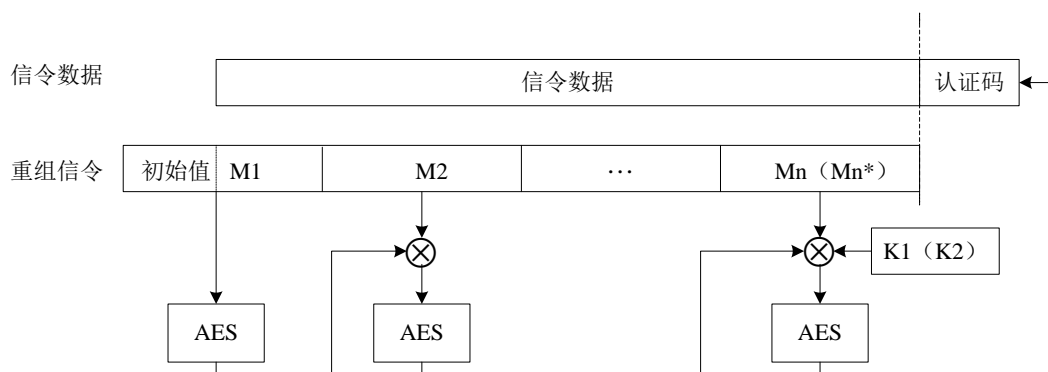 信令数据 信令数据 认证码
重组信令 初始值 M1 M2 … Mn（Mn*）
K1（K2）
AES AES AES